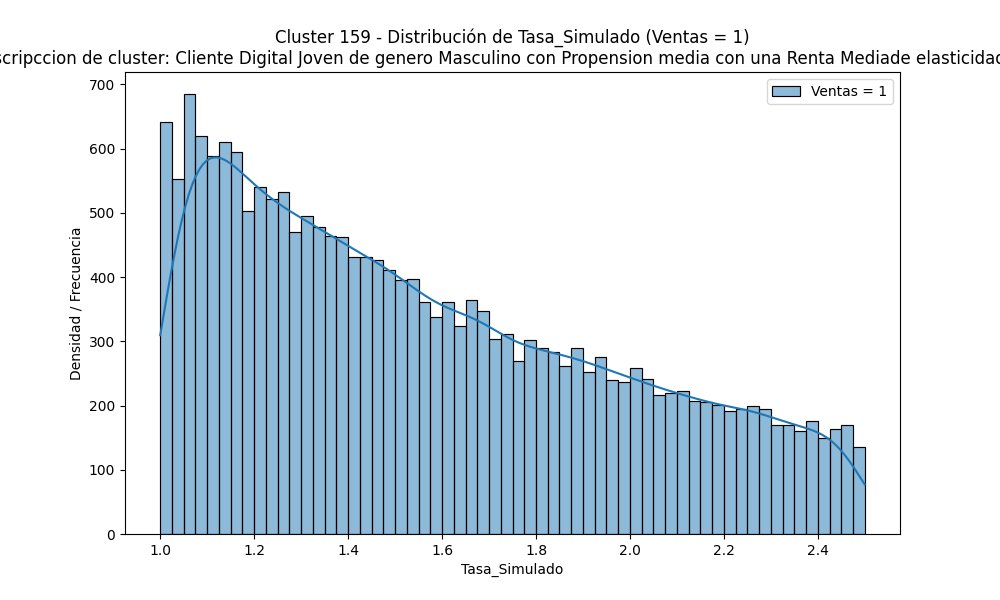 Cluster 159 - Distribución de Tasa_Simulado (Ventas = 1)
scripccion de cluster: Cliente Digital Joven de genero Masculino con Propension media con una Renta Mediade elasticidad
Ventas = 1
700
600
500
400
300
200
100
0
Densidad / Frecuencia
1.0 1.2 1.4 1.6 1.8 2.0 2.2 2.4
Tasa_Simulado